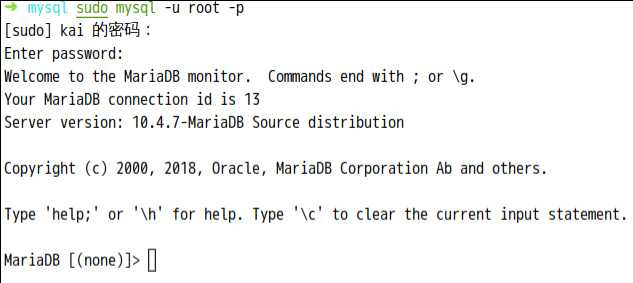 ➜ mysql sudo mysql -u root -p
[sudo] kai 的密码：
Enter password:
Welcome to the MariaDB monitor.  Commands end with ; or \g.
Your MariaDB connection id is 13
Server version: 10.4.7-MariaDB Source distribution
Copyright (c) 2000, 2018, Oracle, MariaDB Corporation Ab and others.
Type 'help;' or '\h' for help. Type '\c' to clear the current input statement.
MariaDB [(none)]>